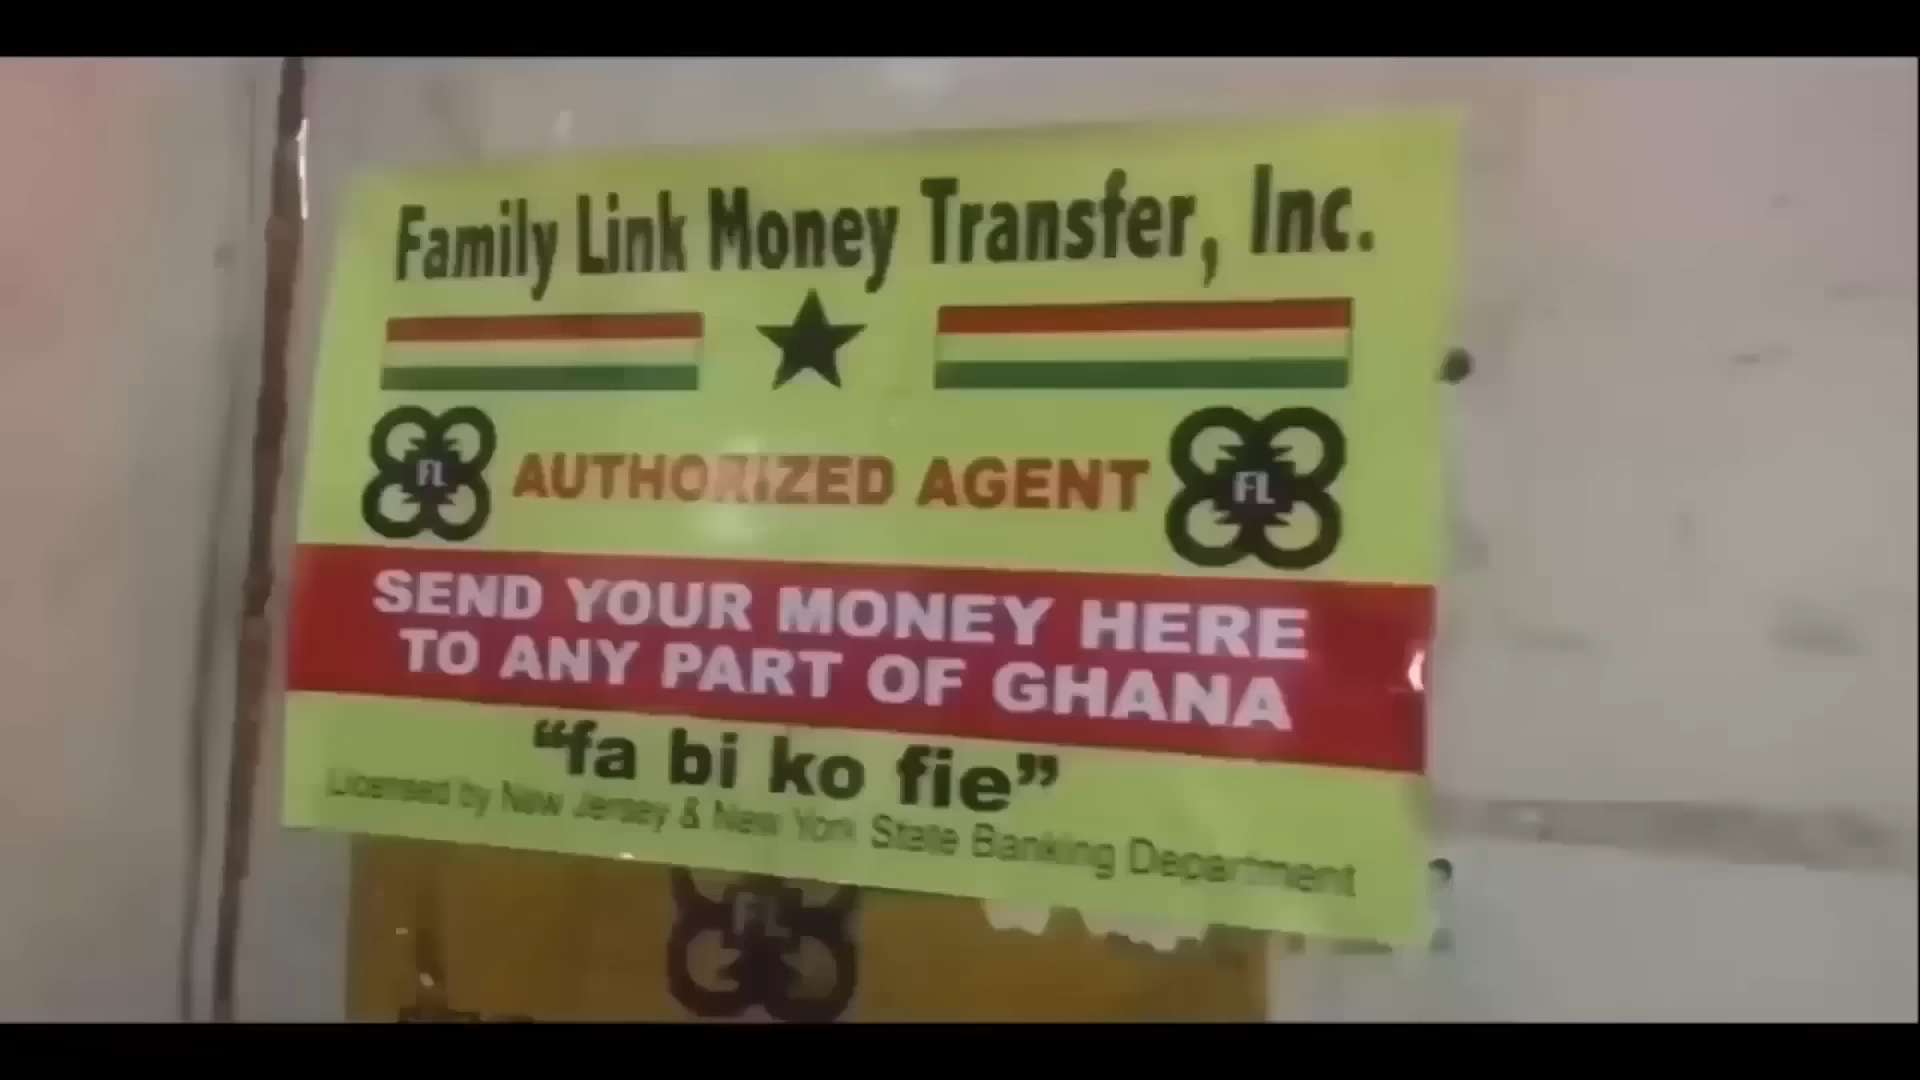 Family Link Money Transfer, Inc.
FL AUTHORIZED AGENT FL
SEND YOUR MONEY HERE
TO ANY PART OF GHANA
“fa bi ko fie”
Licensed by New Jersey & New York State Banking Department
FL